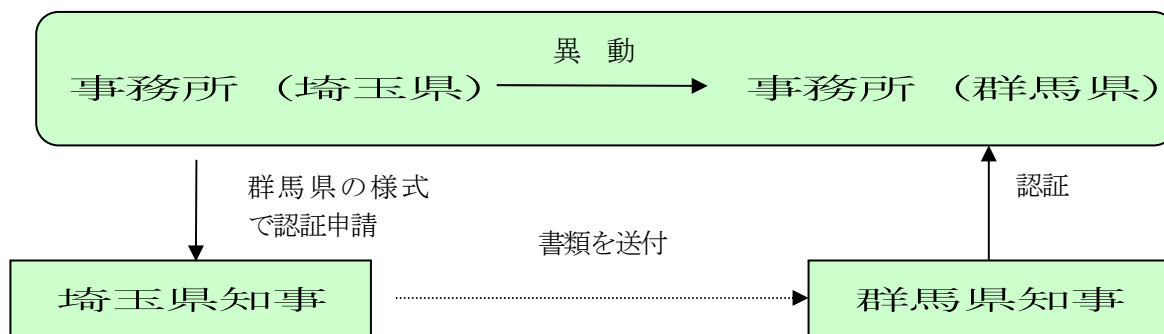 異　動
事務所（埼玉県）
事務所（群馬県）
群馬県の様式
で認証申請
認証
書類を送付
埼玉県知事
群馬県知事